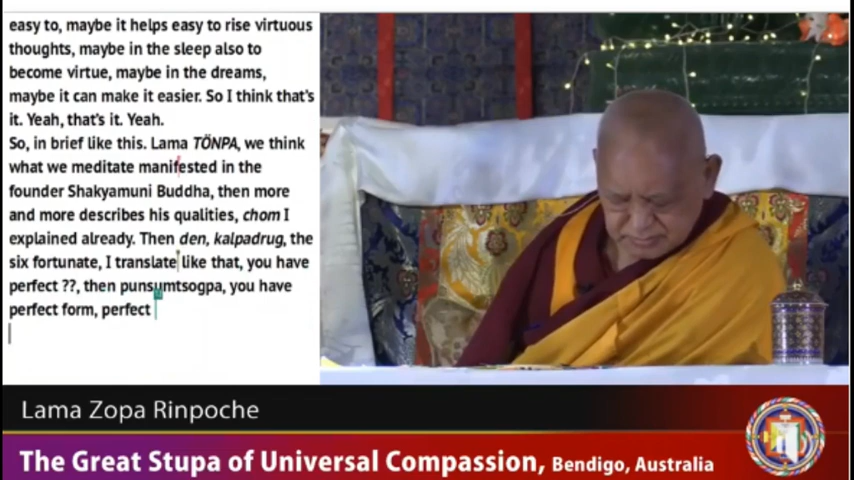 easy to, maybe it helps easy to rise virtuous
thoughts, maybe in the sleep also to
become virtue, maybe in the dreams,
maybe it can make it easier. So I think that's
it. Yeah, that's it. Yeah.
So, in brief like this. Lama TÖNPA, we think
what we meditate manifested in the
founder Shakyamuni Buddha, then more
and more describes his qualities, chom I
explained already. Then den, kalpadrug, the
six fortunate, I translate like that, you have
perfect ??, then punsumtsogpa, you have
perfect form, perfect
Lama Zopa Rinpoche
The Great Stupa of Universal Compassion, Bendigo, Australia